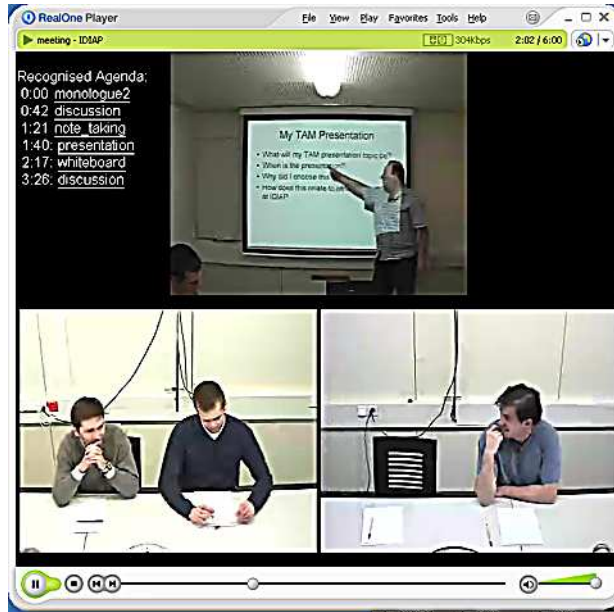 RealOne Player
File View Play Favorites Tools Help
meeting - IDIAP
304Kbps
2:02 / 6:00
Recognised Agenda:
0:00 monologue2
0:42 discussion
1:21 note_taking
1:40: presentation
2:17: whiteboard
3:26: discussion
My TAM Presentation
• What will my TAM presentation topic be?
• When is the presentation?
• Why did I choose this
• How does this relate to
at IDIAP